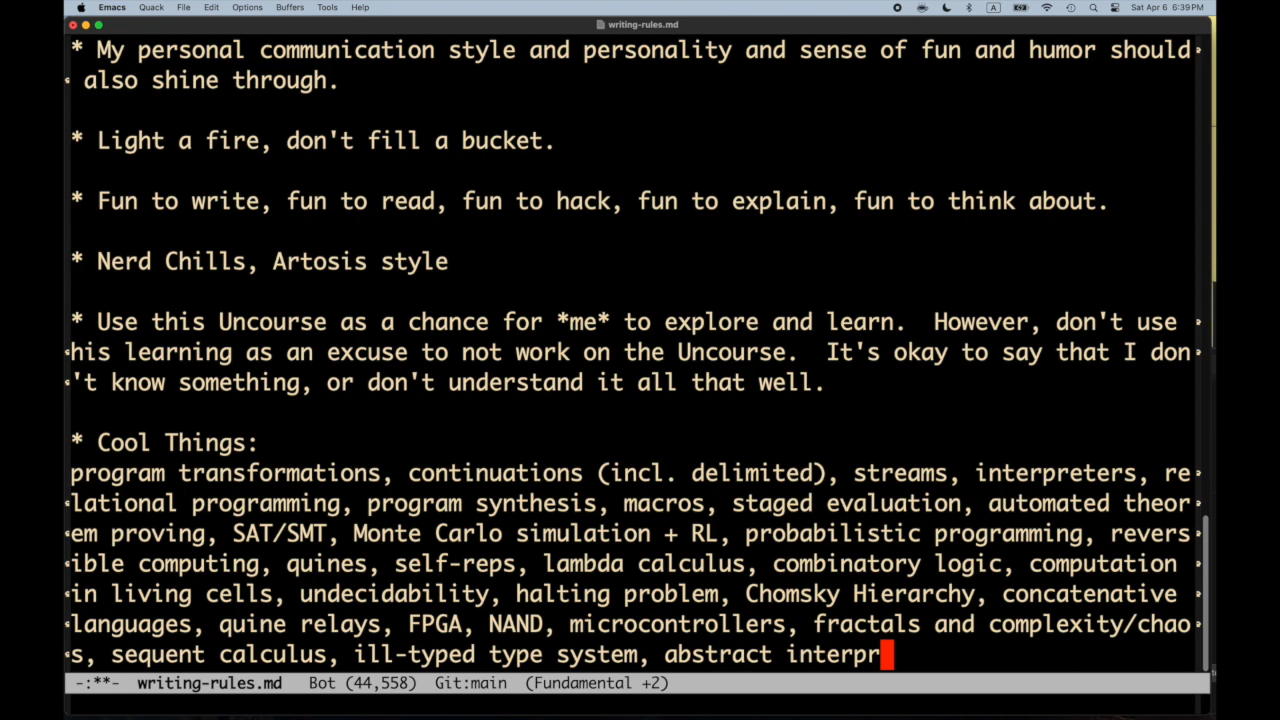 Emacs Quack File Edit Options Buffers Tools Help A Sat Apr 6 6:39 PM
writing-rules.md
* My personal communication style and personality and sense of fun and humor should
also shine through.
* Light a fire, don't fill a bucket.
* Fun to write, fun to read, fun to hack, fun to explain, fun to think about.
* Nerd Chills, Artosis style
* Use this Uncourse as a chance for *me* to explore and learn.  However, don't use
his learning as an excuse to not work on the Uncourse.  It's okay to say that I don
't know something, or don't understand it all that well.
* Cool Things:
program transformations, continuations (incl. delimited), streams, interpreters, re
lational programming, program synthesis, macros, staged evaluation, automated theor
em proving, SAT/SMT, Monte Carlo simulation + RL, probabilistic programming, revers
ible computing, quines, self-reps, lambda calculus, combinatory logic, computation
in living cells, undecidability, halting problem, Chomsky Hierarchy, concatenative
languages, quine relays, FPGA, NAND, microcontrollers, fractals and complexity/chao
s, sequent calculus, ill-typed type system, abstract interpr
-:**-  writing-rules.md   Bot (44,558)  Git:main  (Fundamental +2)